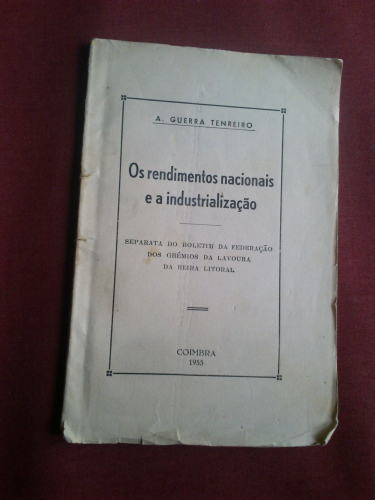 A. GUERRA TENREIRO
Os rendimentos nacionais
e a industrialização
SEPARATA DO BOLETIM DA FEDERAÇÃO
DOS GRÉMIOS DA LAVOURA
DA BEIRA LITORAL
COIMBRA
1955